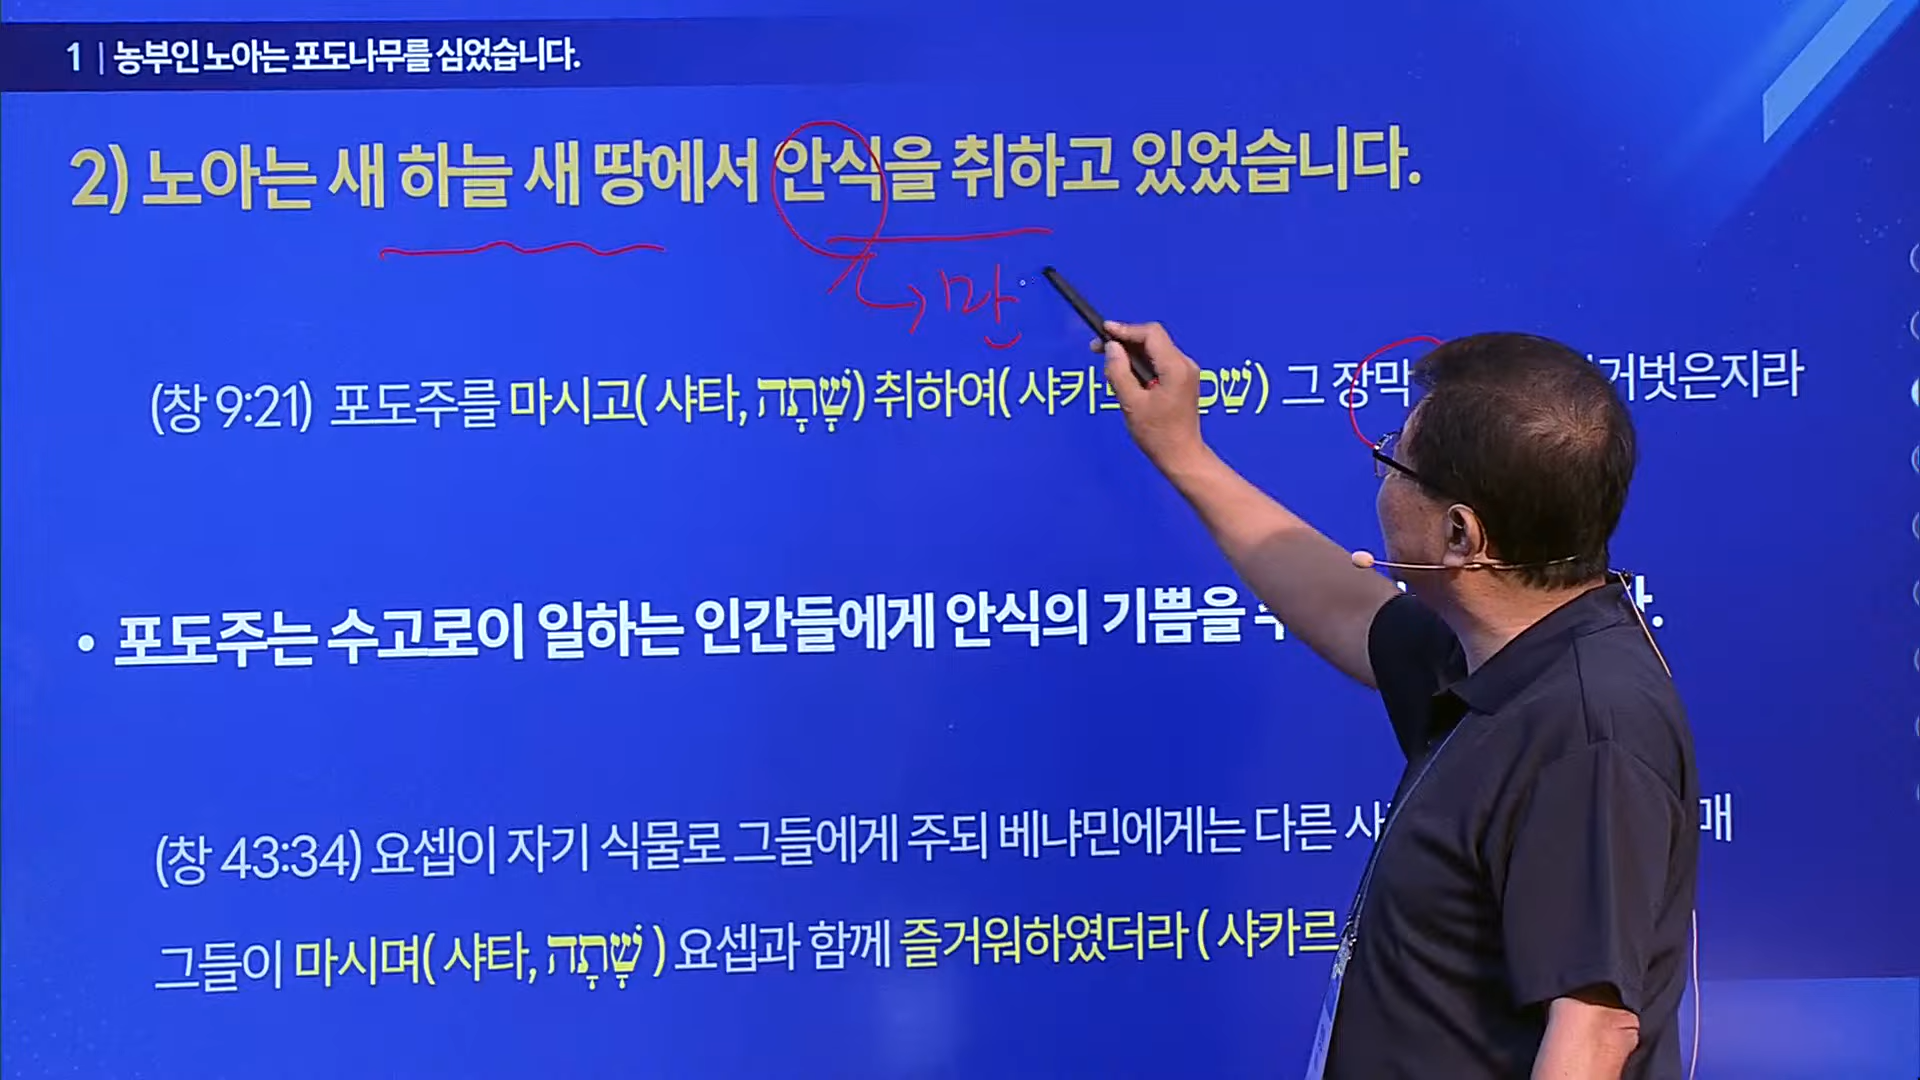 1 | 농부인 노아는 포도나무를 심었습니다.
2) 노아는 새 하늘 새 땅에서 안식을 취하고 있었습니다.
만
(창 9:21) 포도주를 마시고( 샤타, שָׁתָה) 취하여( 샤카르 שָׁכַ) 그 장막 거벗은지라
• 포도주는 수고로이 일하는 인간들에게 안식의 기쁨을
(창 43:34) 요셉이 자기 식물로 그들에게 주되 베냐민에게는 다른 사 매
그들이 마시며( 샤타, שָׁתָה ) 요셉과 함께 즐거워하였더라 ( 샤카르